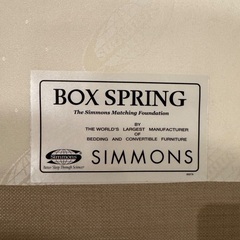 BOX SPRING
The Simmons Matching Foundation
BY
THE WORLD'S LARGEST MANUFACTURER
OF
BEDDING AND CONVERTIBLE FURNITURE
Simmons
Better Sleep Through Science
SIMMONS